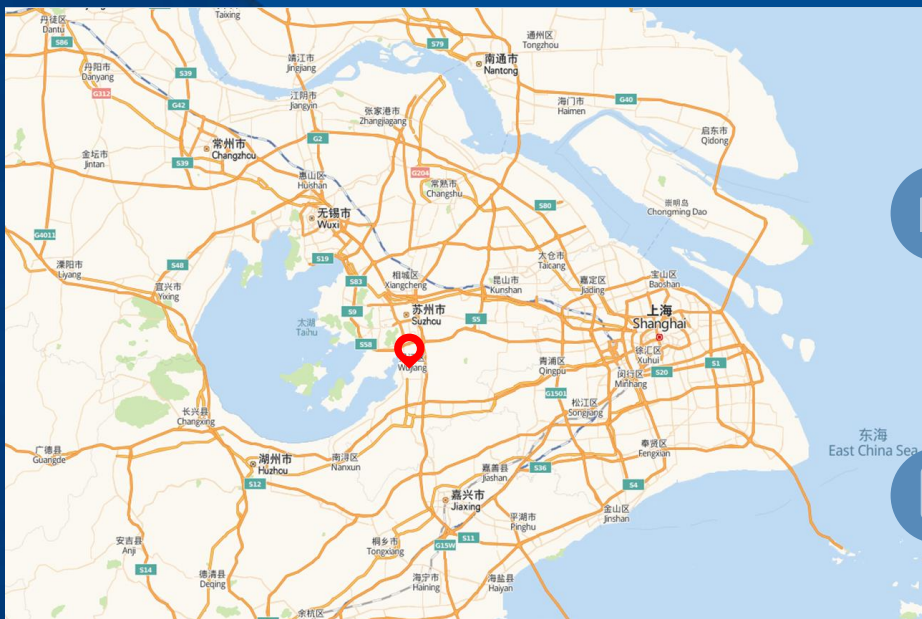 丹徒区
Dantu
Taixing
通州区
Tongzhou
S86
S79
南通市
Nantong
丹阳市
Danyang
S39
靖江市
Jingjiang
G312
G42
江阴市
Jiangyin
张家港市
Zhangjiagang
海门市
Haimen
G40
启东市
Qidong
常州市
Changzhou
G2
金坛市
Jintan
S39
惠山区
Huishan
G204
常熟市
Changshu
无锡市
Wuxi
S80
崇明岛
Chongming Dao
G4011
溧阳市
Liyang
S48
S19
太仓市
Taicang
宜兴市
Yixing
S83
相城区
Xiangcheng
昆山市
Kunshan
嘉定区
Jiading
宝山区
Baoshan
太湖
Taihu
S9
苏州市
Suzhou
S5
上海
Shanghai
S58
Wujiang
青浦区
Qingpu
徐汇区
Xuhui
S1
S20
闵行区
Minhang
G1501
松江区
Songjiang
长兴县
Changxing
广德县
Guangde
湖州市
Huzhou
南浔区
Nanxun
奉贤区
Fengxian
东海
East China Sea
嘉善县
Jiashan
S36
S12
S4
嘉兴市
Jiaxing
金山区
Jinshan
平湖市
Pinghu
安吉县
Anji
桐乡市
Tongxiang
S11
G15W
S14
德清县
Deqing
海宁市
Haining
海盐县
Haiyan
余杭区